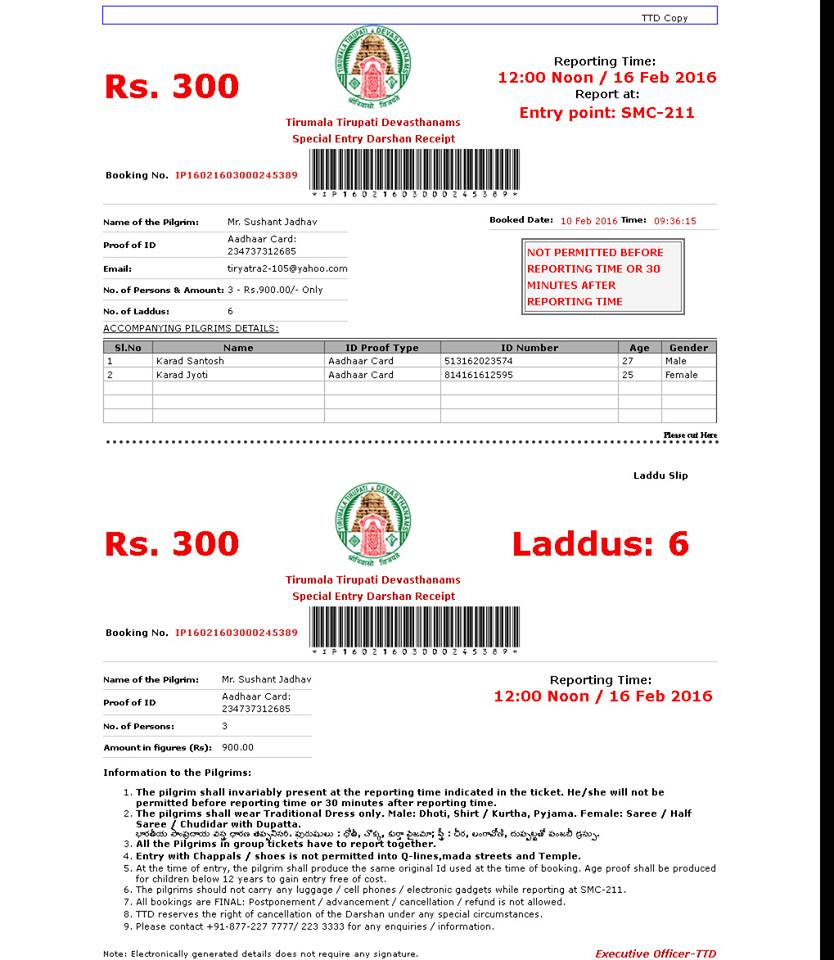 TTD Copy
TIRUMALA TIRUPATI DEVASTHANAMS
श्रीनिवासो विजयते
Rs. 300
Reporting Time:
12:00 Noon / 16 Feb 2016
Report at:
Entry point: SMC-211
Tirumala Tirupati Devasthanams
Special Entry Darshan Receipt
Booking No. IP16021603000245389
*IP16021603000245389*
Name of the Pilgrim: Mr. Sushant Jadhav
Booked Date: 10 Feb 2016 Time: 09:36:15
Proof of ID Aadhaar Card:
234737312685
Email: tiryatra2-105@yahoo.com
No. of Persons & Amount: 3 - Rs.900.00/- Only
No. of Laddus: 6
NOT PERMITTED BEFORE
REPORTING TIME OR 30
MINUTES AFTER
REPORTING TIME
ACCOMPANYING PILGRIMS DETAILS:
Sl.No Name ID Proof Type ID Number Age Gender
1 Karad Santosh Aadhaar Card 513162023574 27 Male
2 Karad Jyoti Aadhaar Card 814161612595 25 Female
Please cut Here
Laddu Slip
TIRUMALA TIRUPATI DEVASTHANAMS
श्रीनिवासो विजयते
Rs. 300
Laddus: 6
Tirumala Tirupati Devasthanams
Special Entry Darshan Receipt
Booking No. IP16021603000245389
*IP16021603000245389*
Name of the Pilgrim: Mr. Sushant Jadhav
Proof of ID Aadhaar Card:
234737312685
No. of Persons: 3
Amount in figures (Rs): 900.00
Reporting Time:
12:00 Noon / 16 Feb 2016
Information to the Pilgrims:
1. The pilgrim shall invariably present at the reporting time indicated in the ticket. He/she will not be
permitted before reporting time or 30 minutes after reporting time.
2. The pilgrims shall wear Traditional Dress only. Male: Dhoti, Shirt / Kurtha, Pyjama. Female: Saree / Half
Saree / Chudidar with Dupatta.
భారతీయ సాంప్రదాయ వస్త్ర ధారణ తప్పనిసరి. పురుషులు : ధోతీ, చొక్కా, కుర్తా పైజమా; స్త్రీ : చీర, లంగావోణి, దుప్పట్టాతో పంజాబీ డ్రస్సు.
3. All the Pilgrims in group tickets have to report together.
4. Entry with Chappals / shoes is not permitted into Q-lines,mada streets and Temple.
5. At the time of entry, the pilgrim shall produce the same original Id used at the time of booking. Age proof shall be produced
for children below 12 years to gain entry free of cost.
6. The pilgrims should not carry any luggage / cell phones / electronic gadgets while reporting at SMC-211.
7. All bookings are FINAL: Postponement / advancement / cancellation / refund is not allowed.
8. TTD reserves the right of cancellation of the Darshan under any special circumstances.
9. Please contact +91-877-227 7777/ 223 3333 for any enquiries / information.
Note: Electronically generated details does not require any signature.
Executive Officer-TTD